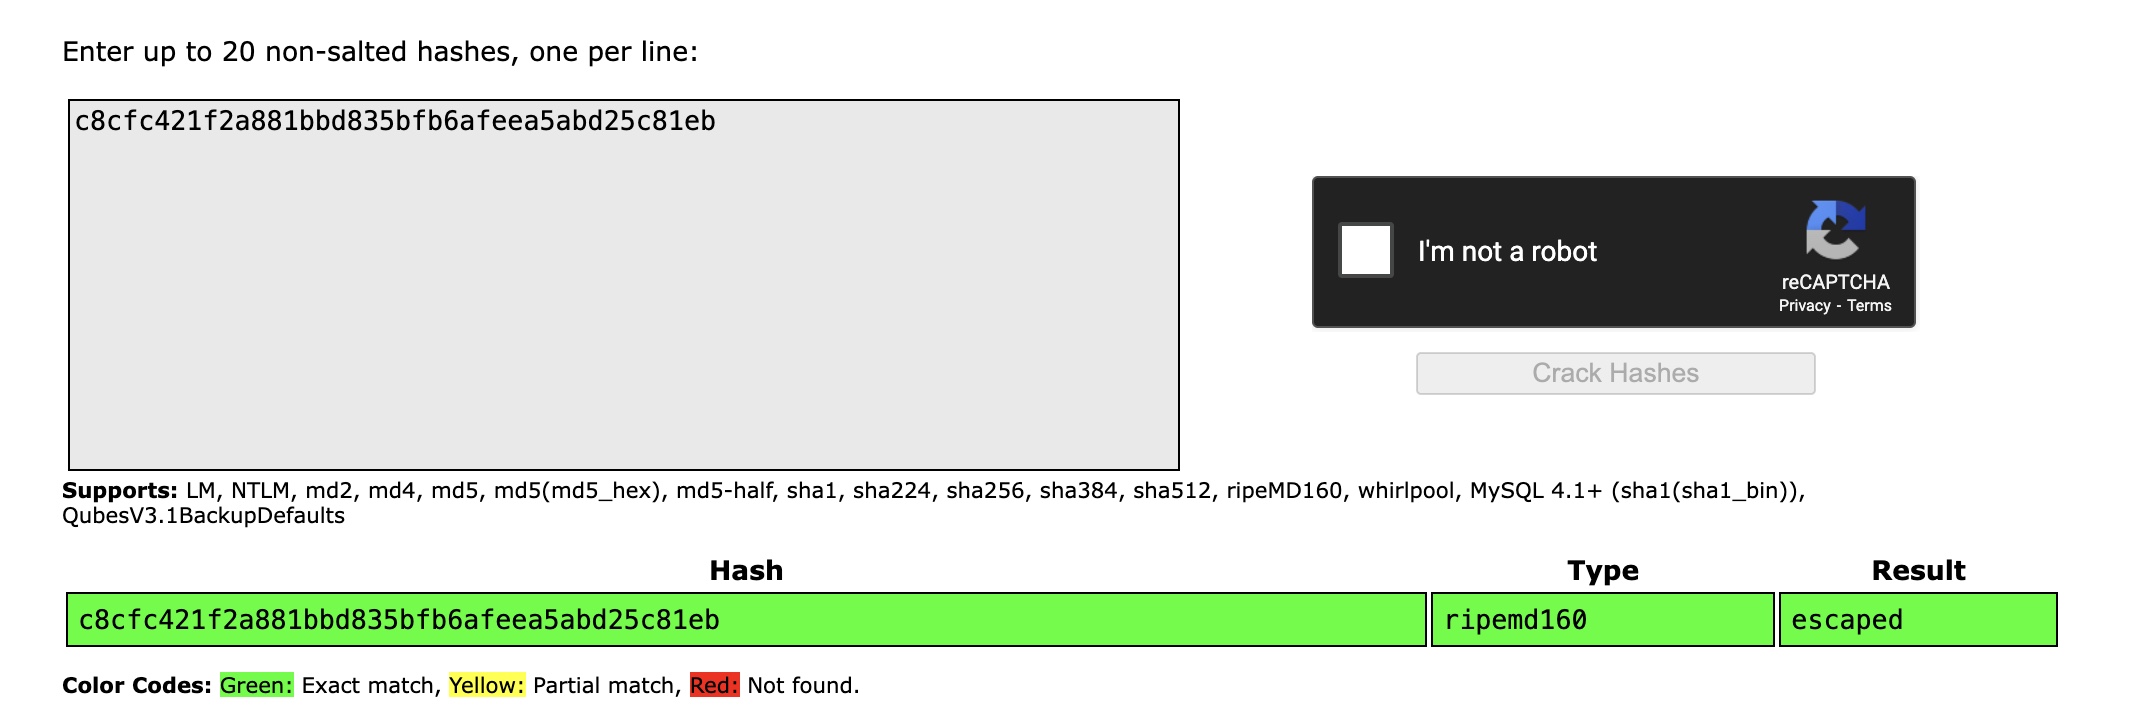 Enter up to 20 non-salted hashes, one per line:
c8cfc421f2a881bbd835bfb6afeea5abd25c81eb
I'm not a robot
reCAPTCHA
Privacy - Terms
Crack Hashes
Supports: LM, NTLM, md2, md4, md5, md5(md5_hex), md5-half, sha1, sha224, sha256, sha384, sha512, ripeMD160, whirlpool, MySQL 4.1+ (sha1(sha1_bin)),
QubesV3.1BackupDefaults
Hash Type Result
c8cfc421f2a881bbd835bfb6afeea5abd25c81eb ripemd160 escaped
Color Codes: Green: Exact match, Yellow: Partial match, Red: Not found.